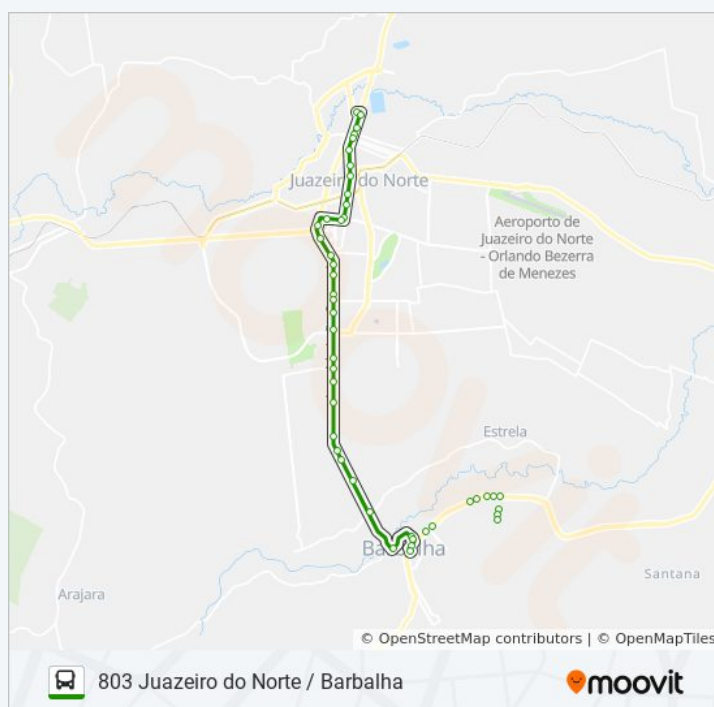 Juazeiro do Norte
Aeroporto de
Juazeiro do Norte
- Orlando Bezerra
de Menezes
Estrela
Barbalha
Santana
Arajara
© OpenStreetMap contributors | © OpenMapTiles
803 Juazeiro do Norte / Barbalha
moovit